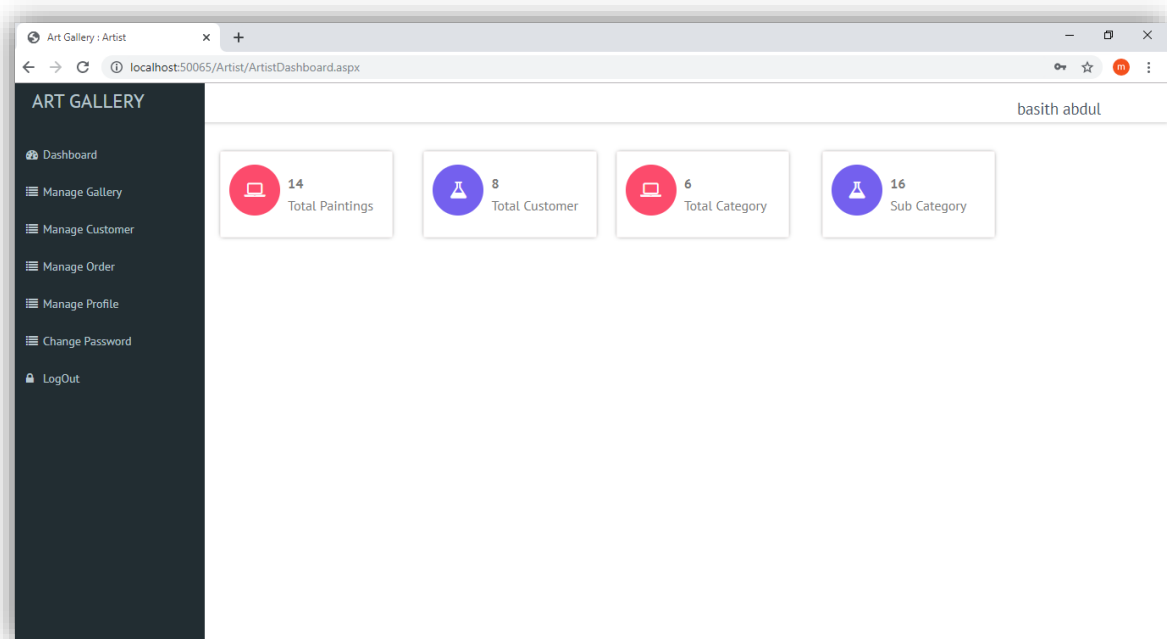 Art Gallery : Artist
localhost:50065/Artist/ArtistDashboard.aspx
m
ART GALLERY
basith abdul
Dashboard
Manage Gallery
Manage Customer
Manage Order
Manage Profile
Change Password
LogOut
14
Total Paintings
8
Total Customer
6
Total Category
16
Sub Category